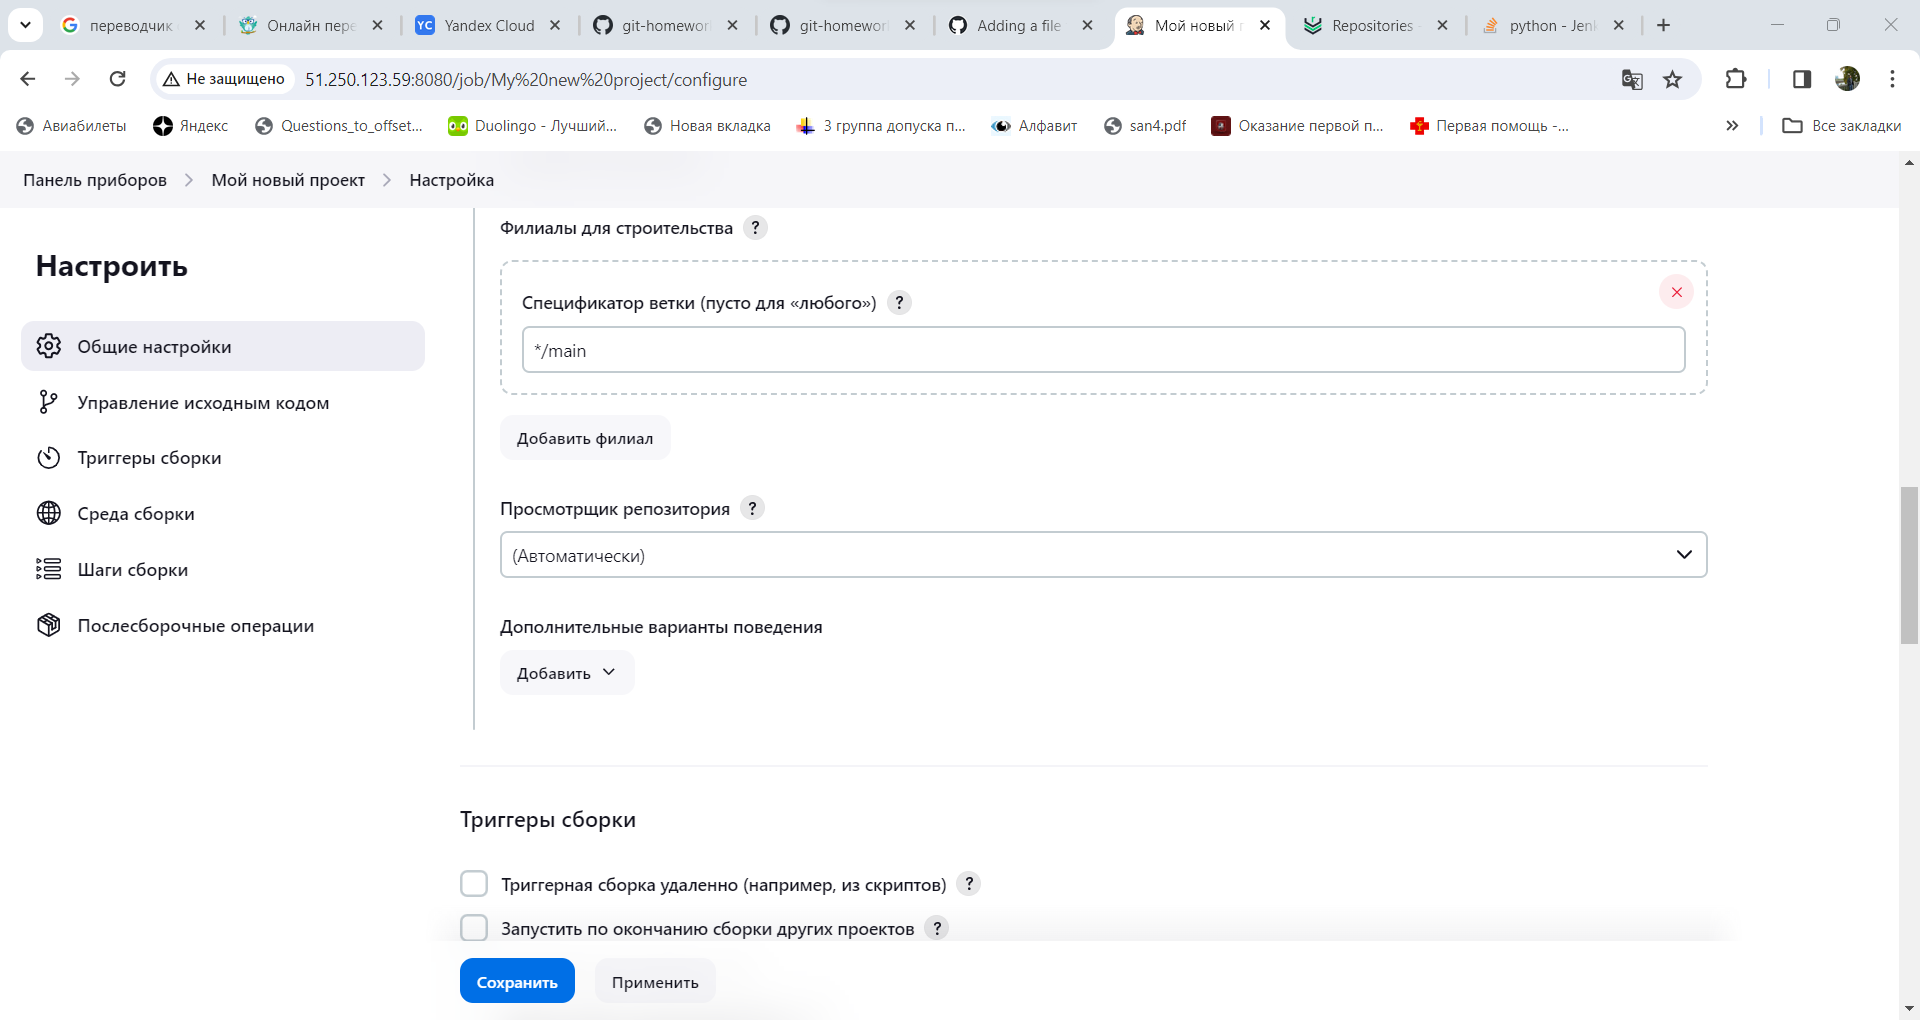 переводчик
Онлайн пере
Yandex Cloud
git-homewor
git-homewor
Adding a file
Мой новый п
Repositories
python - Jenk
Не защищено
51.250.123.59:8080/job/My%20new%20project/configure
Авиабилеты
Яндекс
Questions_to_offset...
Duolingo - Лучший...
Новая вкладка
3 группа допуска п...
Алфавит
san4.pdf
Оказание первой п...
Первая помощь -...
Все закладки
Панель приборов
Мой новый проект
Настройка
Настроить
Общие настройки
Управление исходным кодом
Триггеры сборки
Среда сборки
Шаги сборки
Послесборочные операции
Филиалы для строительства ?
Спецификатор ветки (пусто для «любого») ?
*/main
Добавить филиал
Просмотрщик репозитория ?
(Автоматически)
Дополнительные варианты поведения
Добавить
Триггеры сборки
Триггерная сборка удаленно (например, из скриптов) ?
Запустить по окончанию сборки других проектов ?
Сохранить
Применить